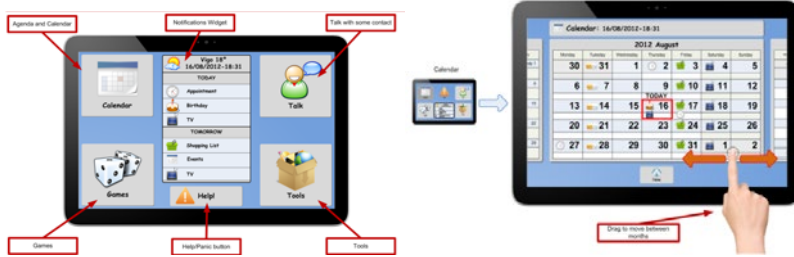 Agenda and Calendar
Notifications Widget
Talk with some contact
Vigo 18°
16/08/2012-18:31
TODAY
Appointment
Birthday
TV
TOMORROW
Shopping List
Events
TV
Calendar
Talk
Games
Help!
Tools
Games
Help/Panic button
Tools
Calendar
Calendar: 16/08/2012-18:31
2012 August
Monday Tuesday Wednesday Thursday Friday Saturday Sunday
30 31 1 2 3 4 5
6 7 8 9 10 11 12
TODAY
13 14 15 16 17 18 19
20 21 22 23 24 25 26
27 28 29 30 31 1 2
Drag to move between
months